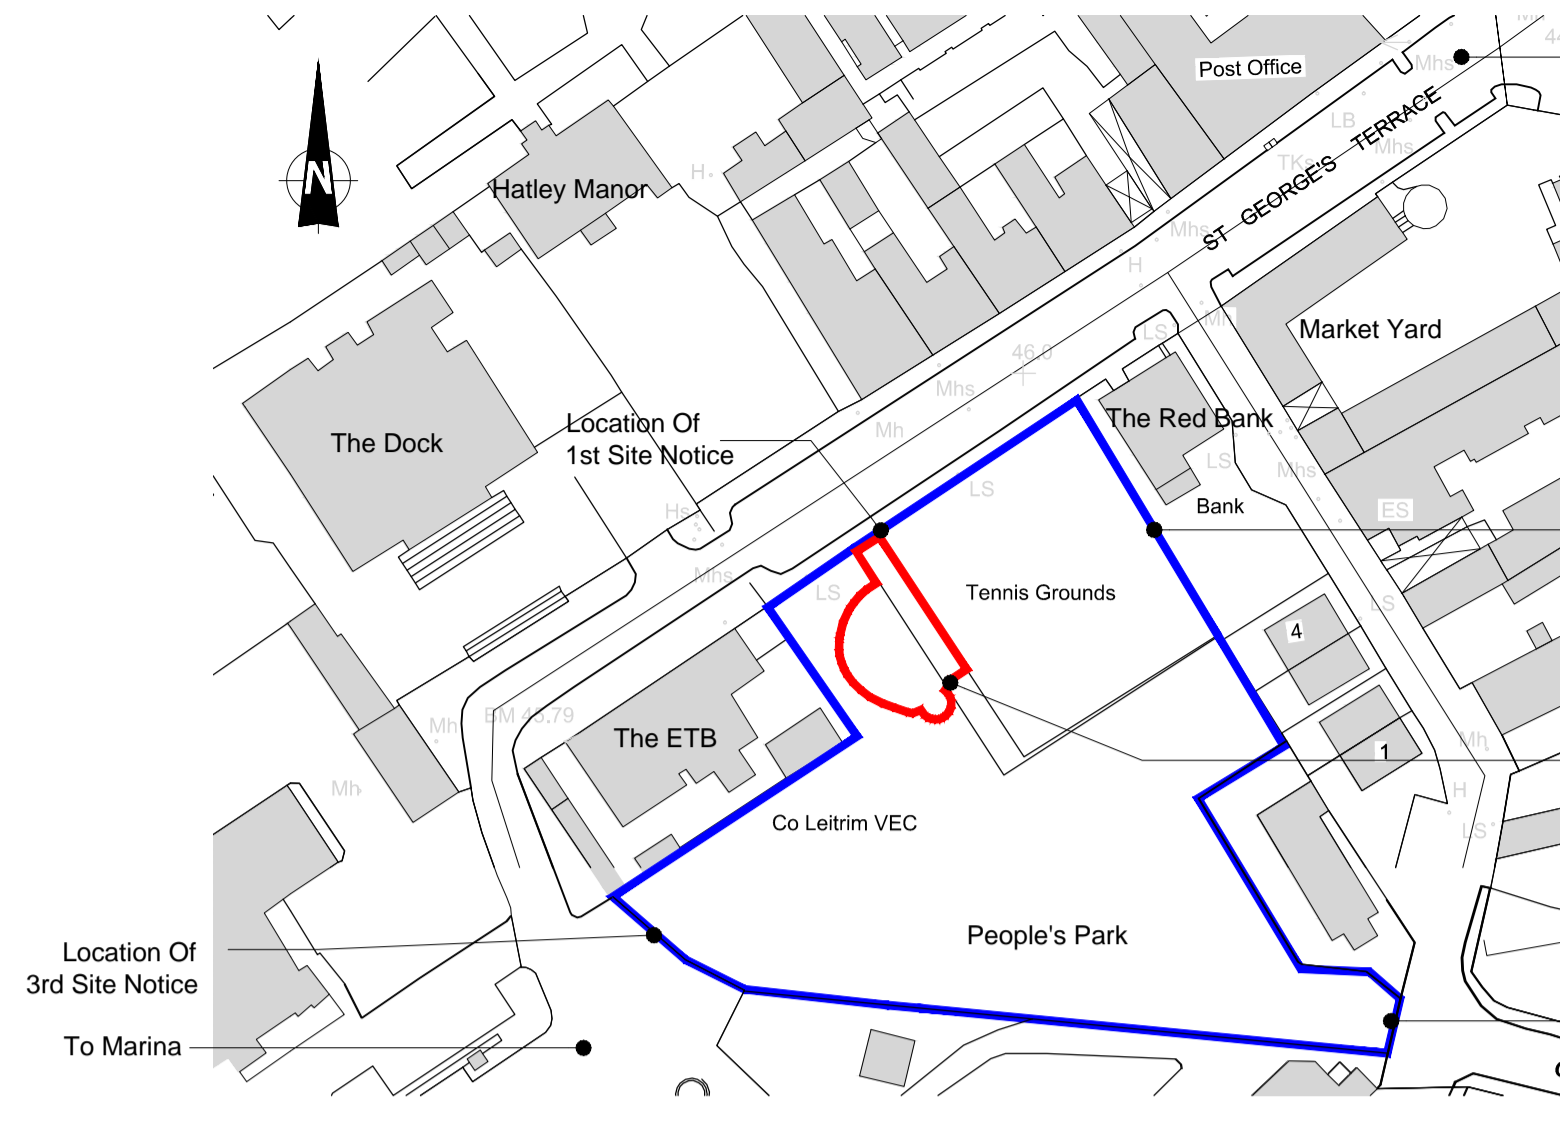 Post Office
Mhs
44
LB
Mhs
TKs
ST GEORGE'S TERRACE
N
Hatley Manor
H
Mhs
H
Mh
LS
Market Yard
46.0
Mhs
Mh
The Dock
Location Of
1st Site Notice
The Red Bank
LS
Mhs
LS
Bank
ES
Hs
Mhs
LS
Tennis Grounds
LS
4
BM 45.79
Mh
The ETB
Mh
1
Mh
H
LS
Co Leitrim VEC
People's Park
Location Of
3rd Site Notice
To Marina